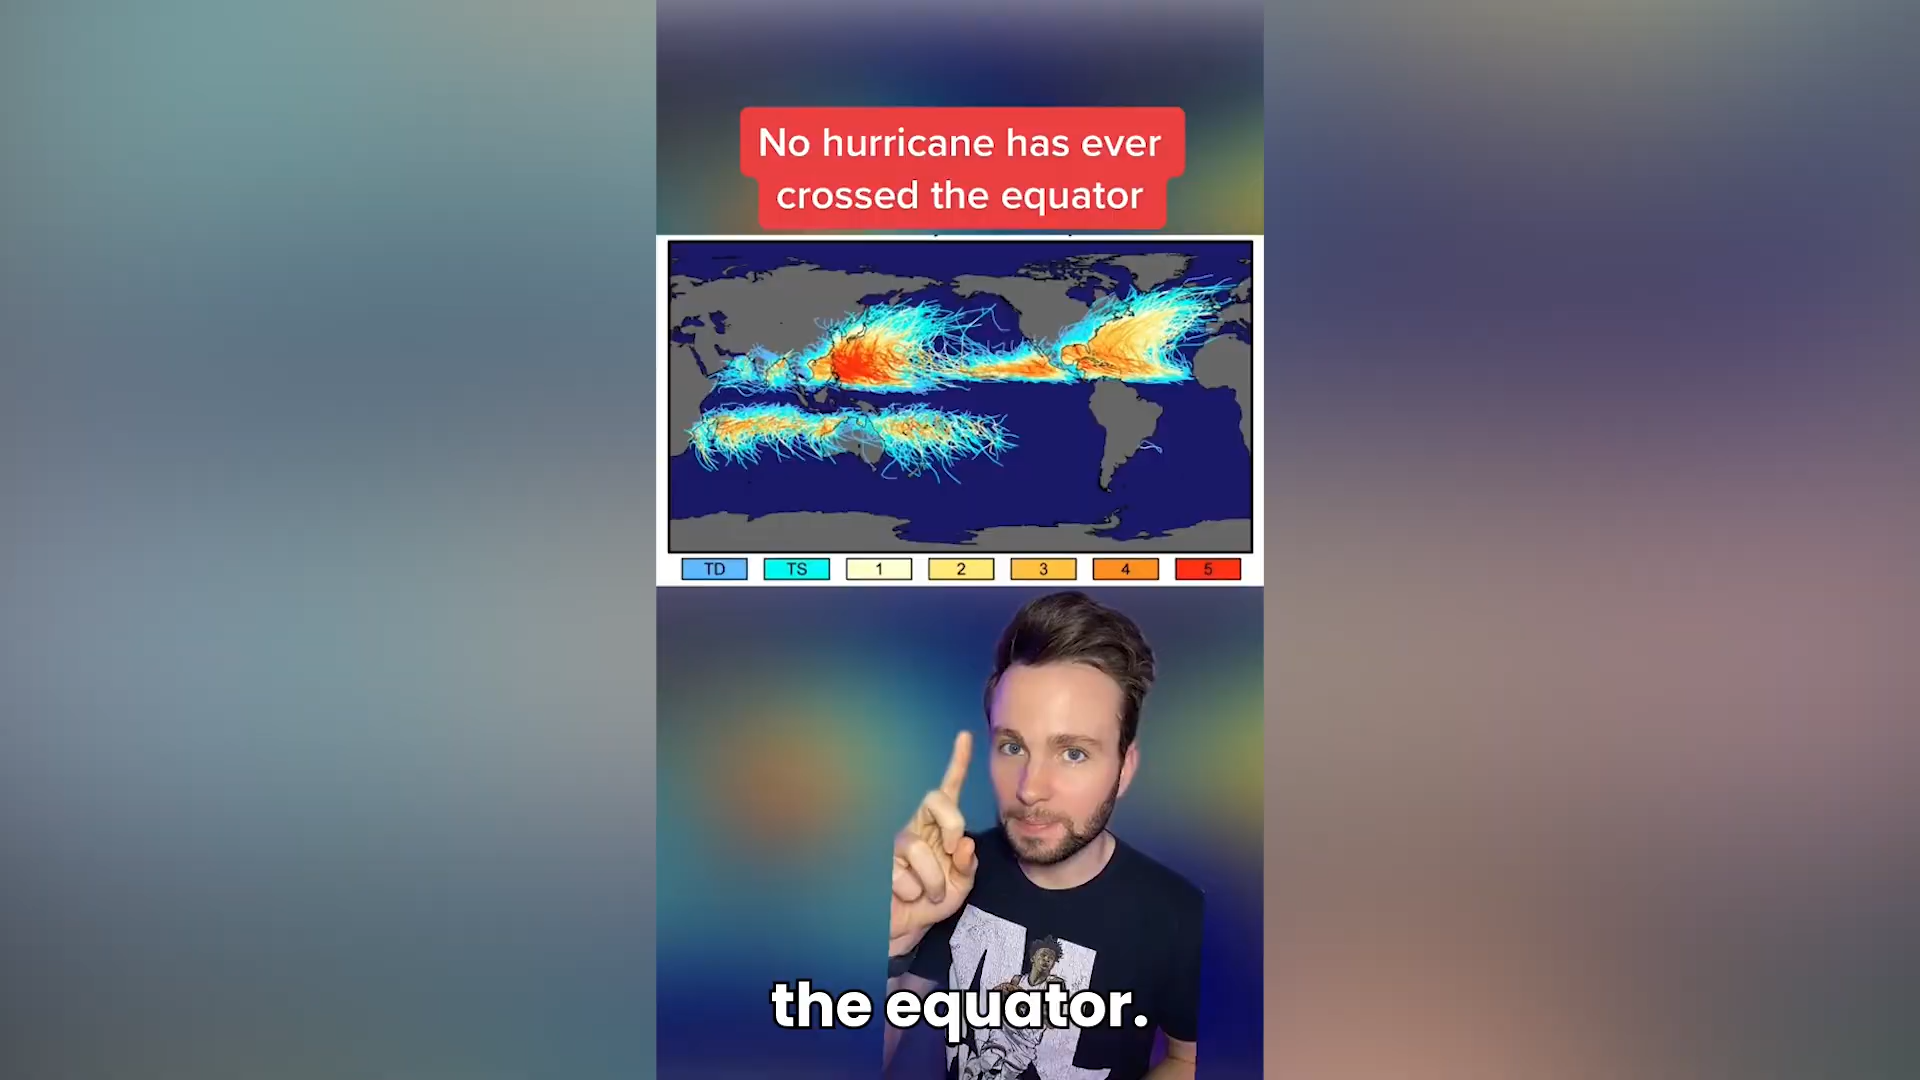 No hurricane has ever
crossed the equator
TD TS 1 2 3 4 5
the equator.